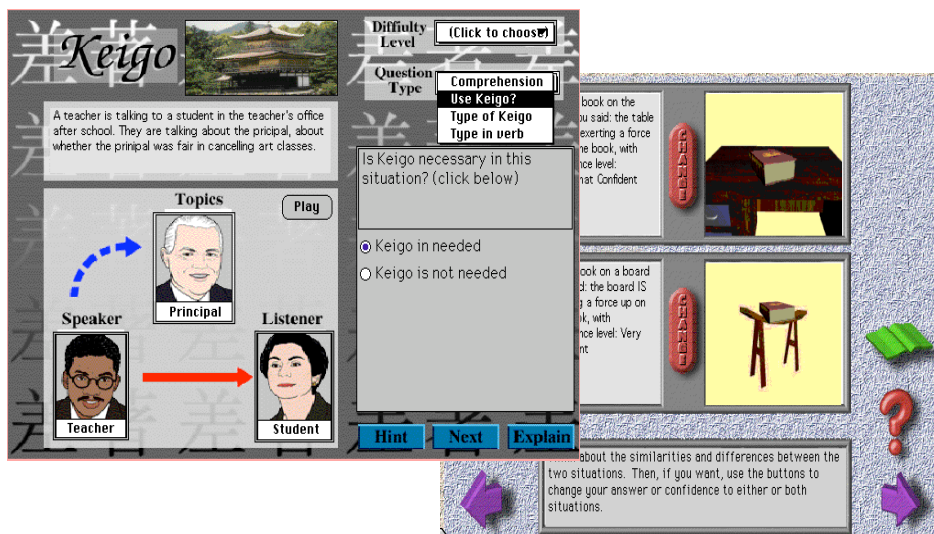 Keigo
Diffiulty
Level
(Click to choose)
Question
Type
Comprehension
Use Keigo?
Type of Keigo
Type in verb
A teacher is talking to a student in the teacher's office
after school. They are talking about the pricipal, about
whether the prinipal was fair in cancelling art classes.
Is Keigo necessary in this
situation? (click below)
Keigo in needed
Keigo is not needed
Topics
Play
Principal
Speaker
Listener
Teacher
Student
Hint
Next
Explain
book on the
ou said: the table
exerting a force
he book, with
nce level:
hat Confident
CHANGE
ook on a board
d: the board IS
g a force up on
ok, with
nce level: Very
nt
CHANGE
about the similarities and differences between the
two situations. Then, if you want, use the buttons to
change your answer or confidence to either or both
situations.
?